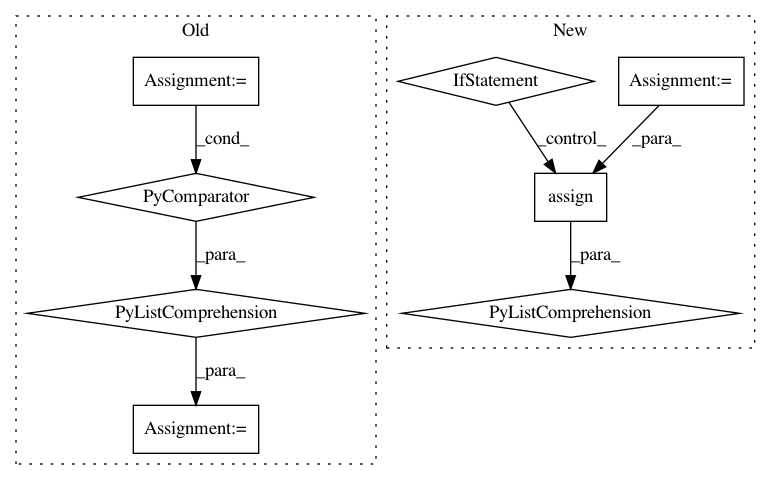 Old
Assignment:=
_cond_
PyComparator
_para_
PyListComprehension
_para_
Assignment:=
New
IfStatement
Assignment:=
_control_
_para_
assign
_para_
PyListComprehension